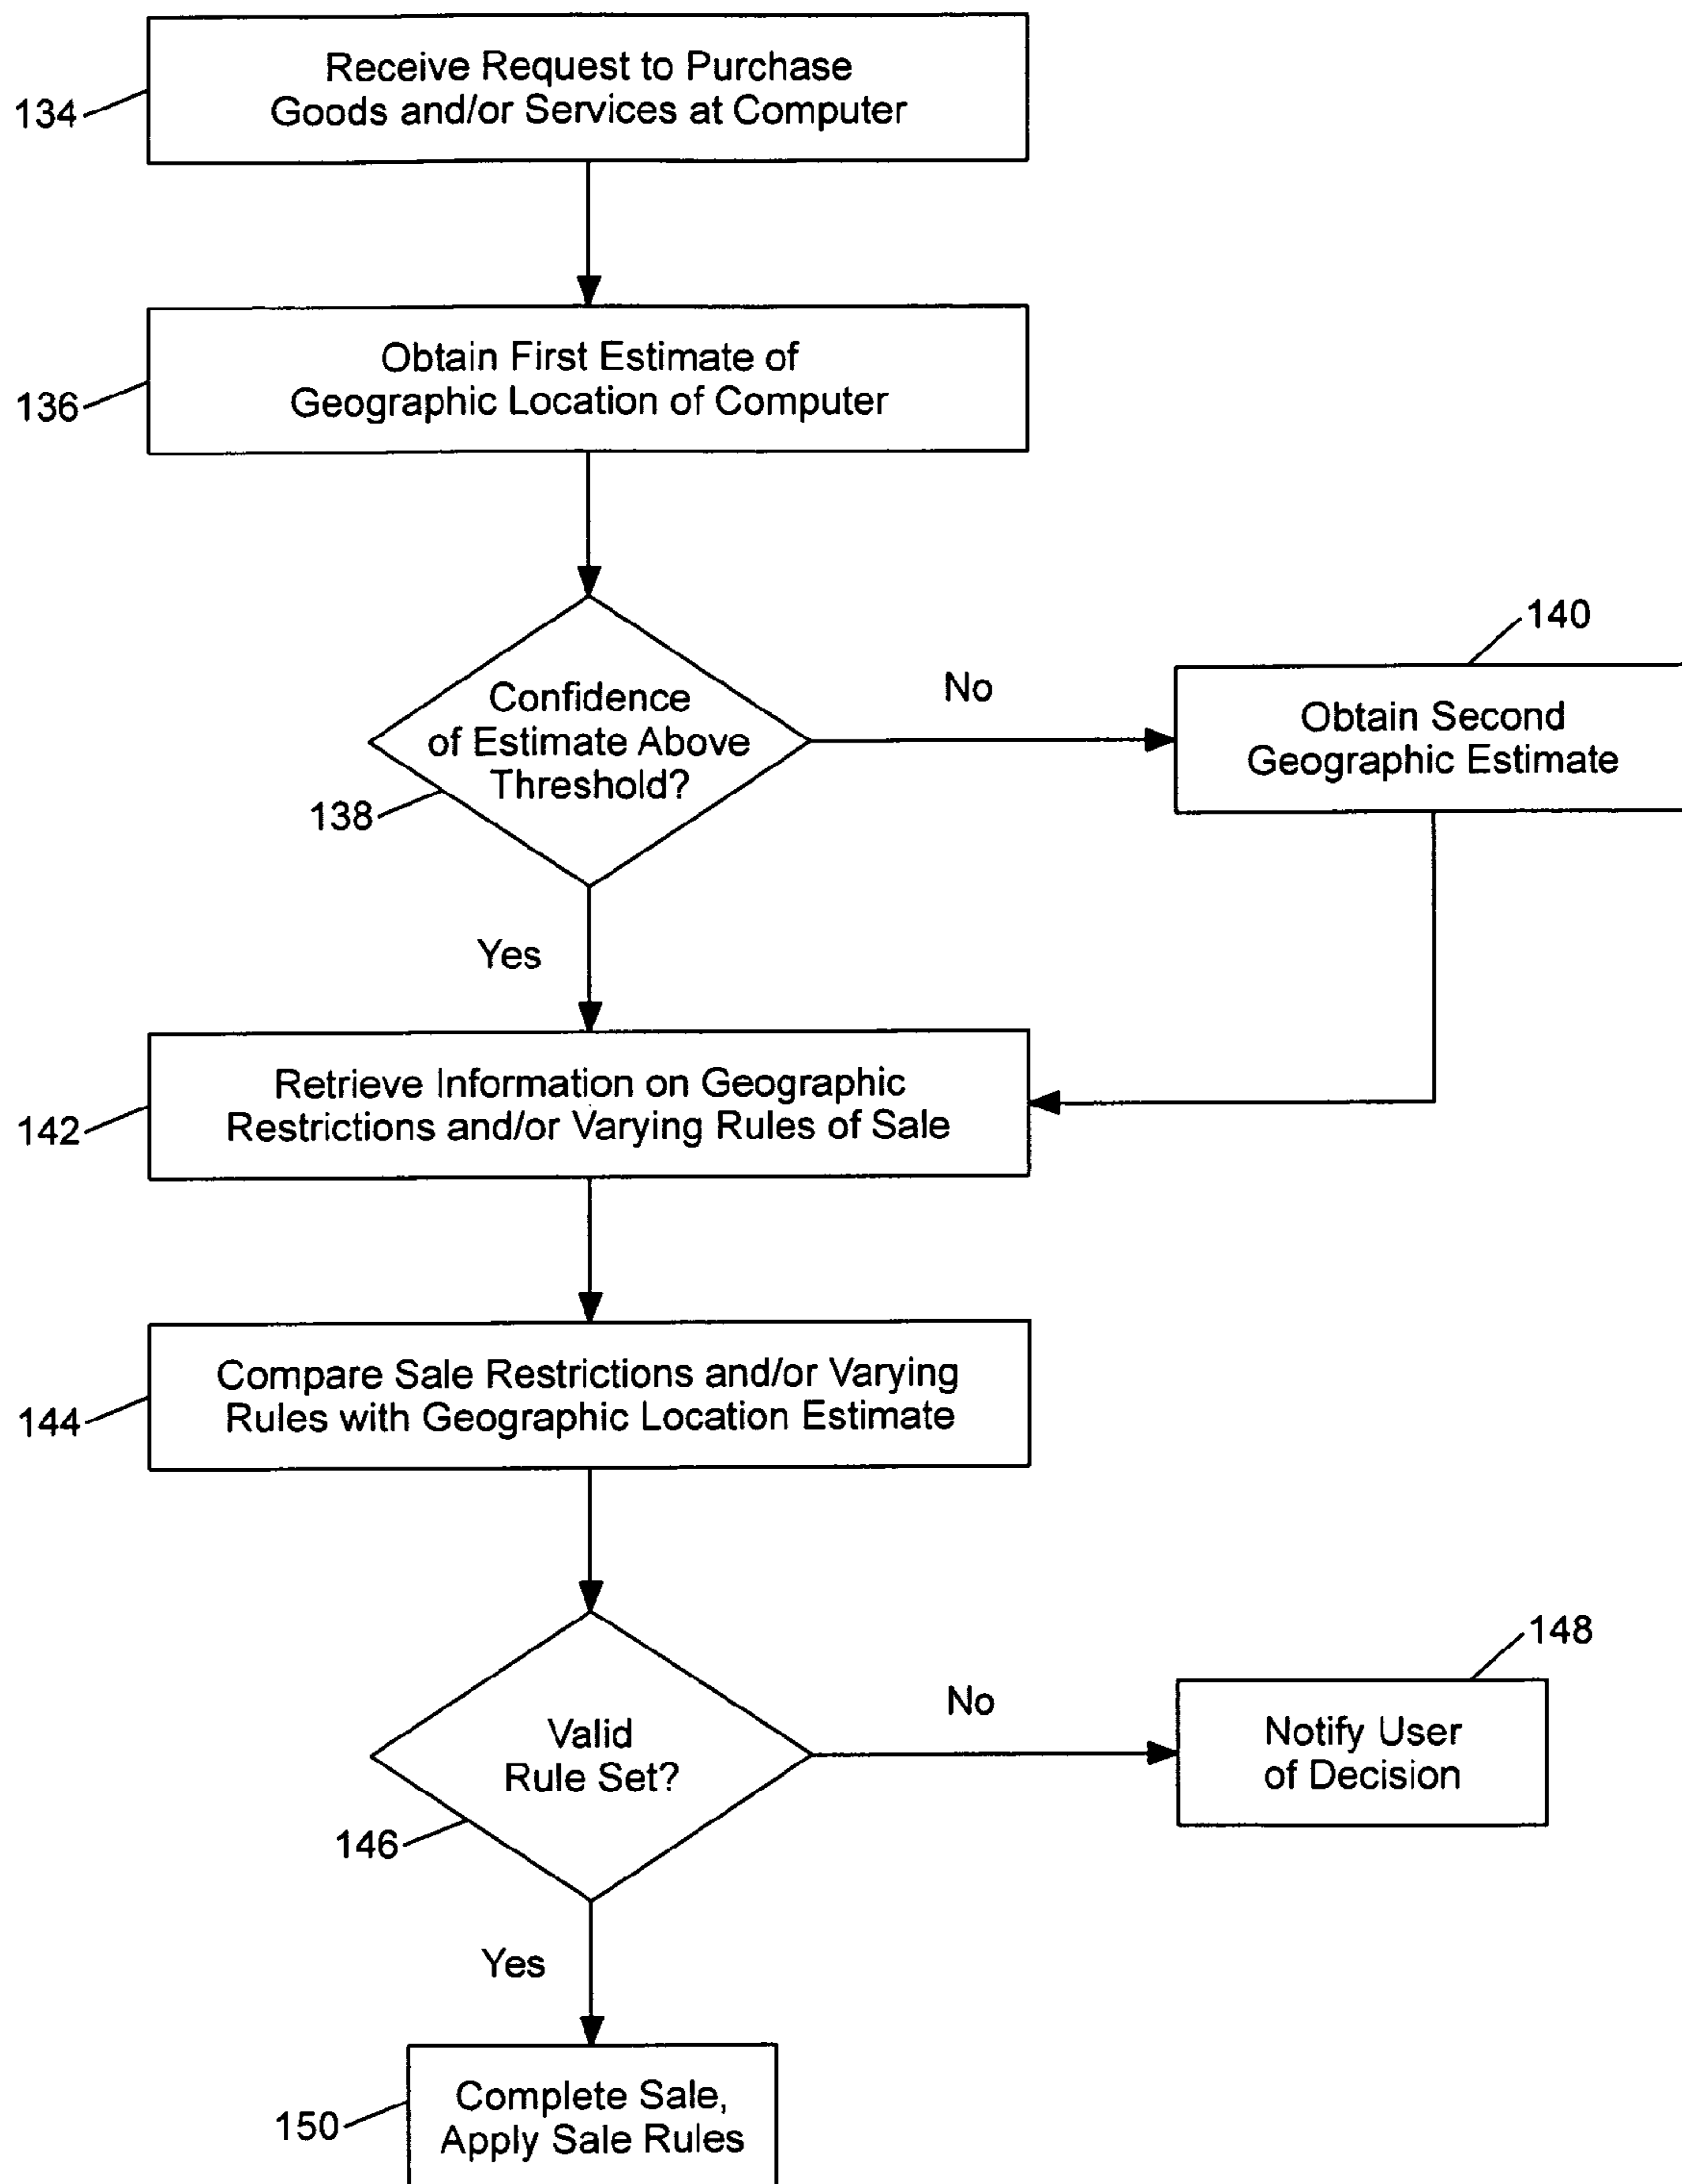 Receive Request to Purchase
Goods and/or Services at Computer
134
Obtain First Estimate of
Geographic Location of Computer
136
140
Confidence
of Estimate Above
Threshold?
138
No
Obtain Second
Geographic Estimate
Yes
Retrieve Information on Geographic
Restrictions and/or Varying Rules of Sale
142
Compare Sale Restrictions and/or Varying
Rules with Geographic Location Estimate
144
148
Valid
Rule Set?
146
No
Notify User
of Decision
Yes
Complete Sale,
Apply Sale Rules
150